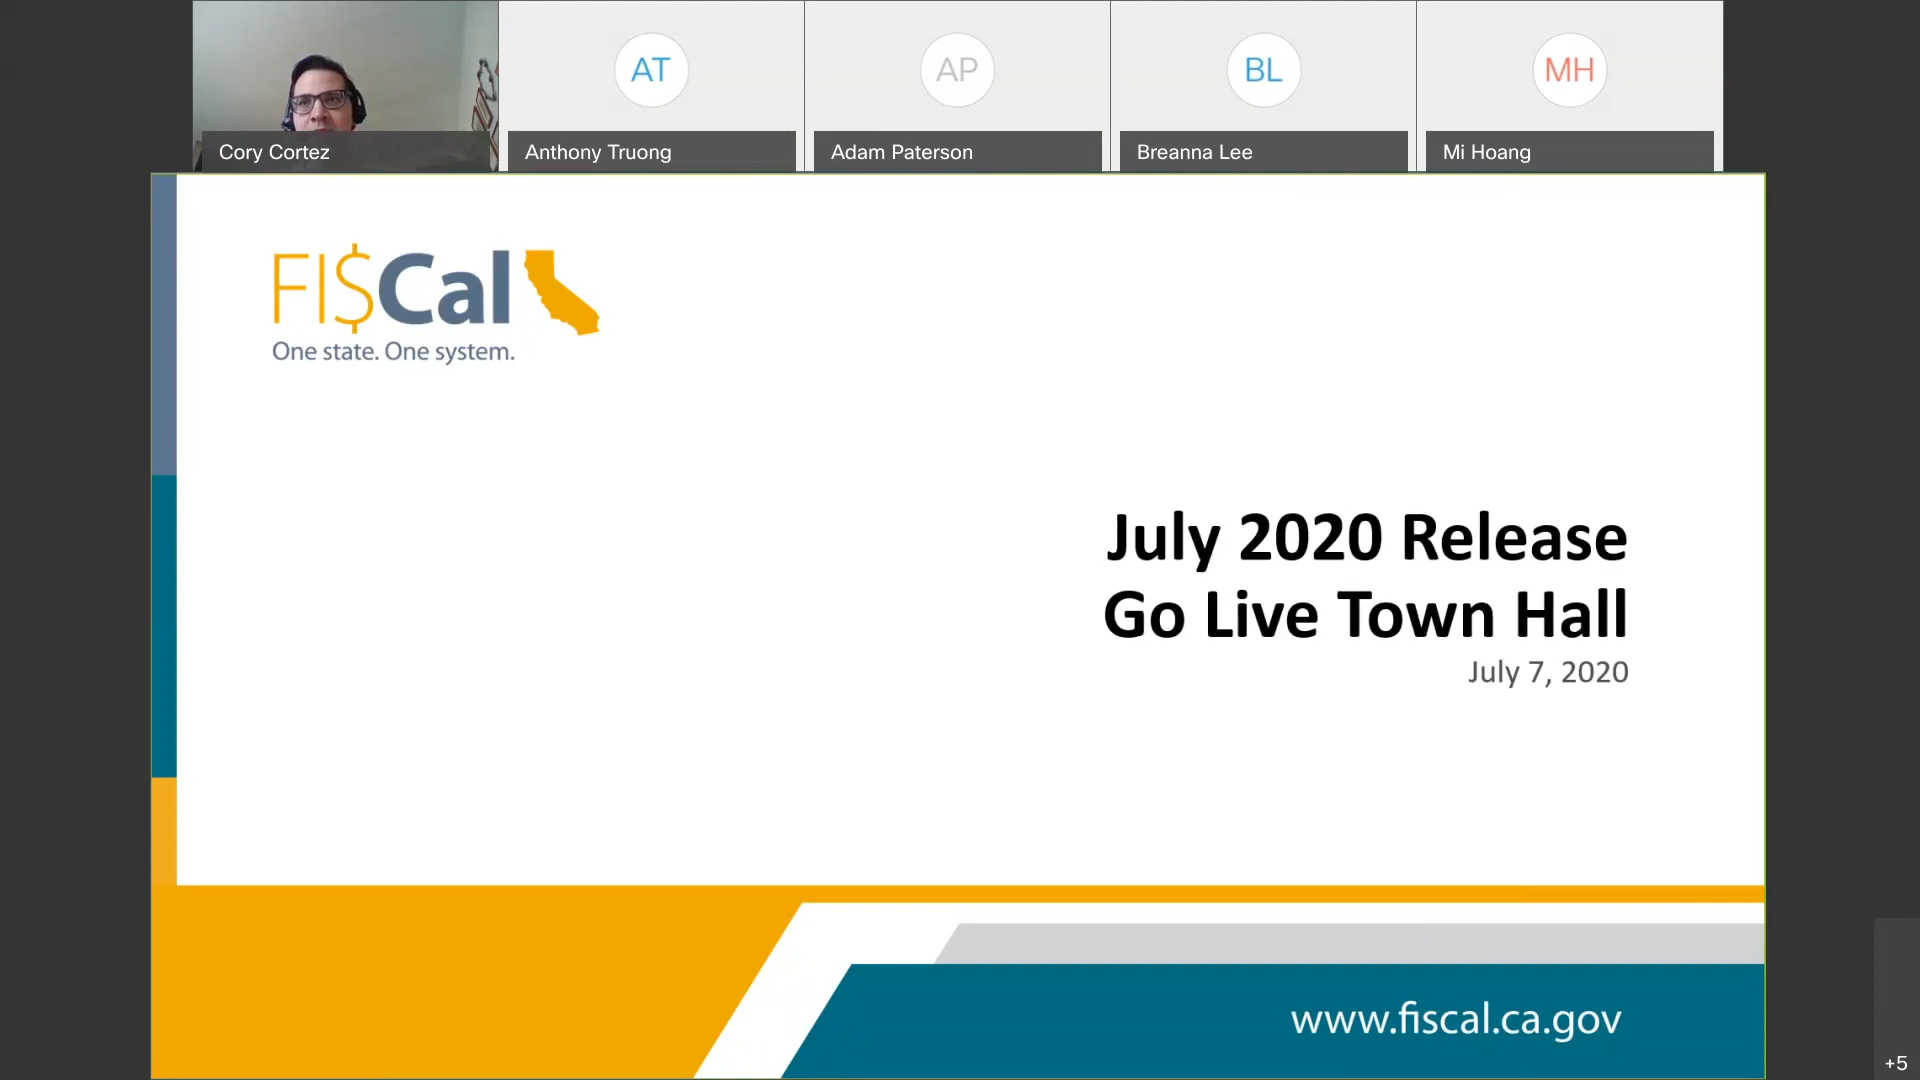 AT
AP
BL
MH
Cory Cortez
Anthony Truong
Adam Paterson
Breanna Lee
Mi Hoang
FI$Cal
One state. One system.
July 2020 Release
Go Live Town Hall
July 7, 2020
www.fiscal.ca.gov
+5